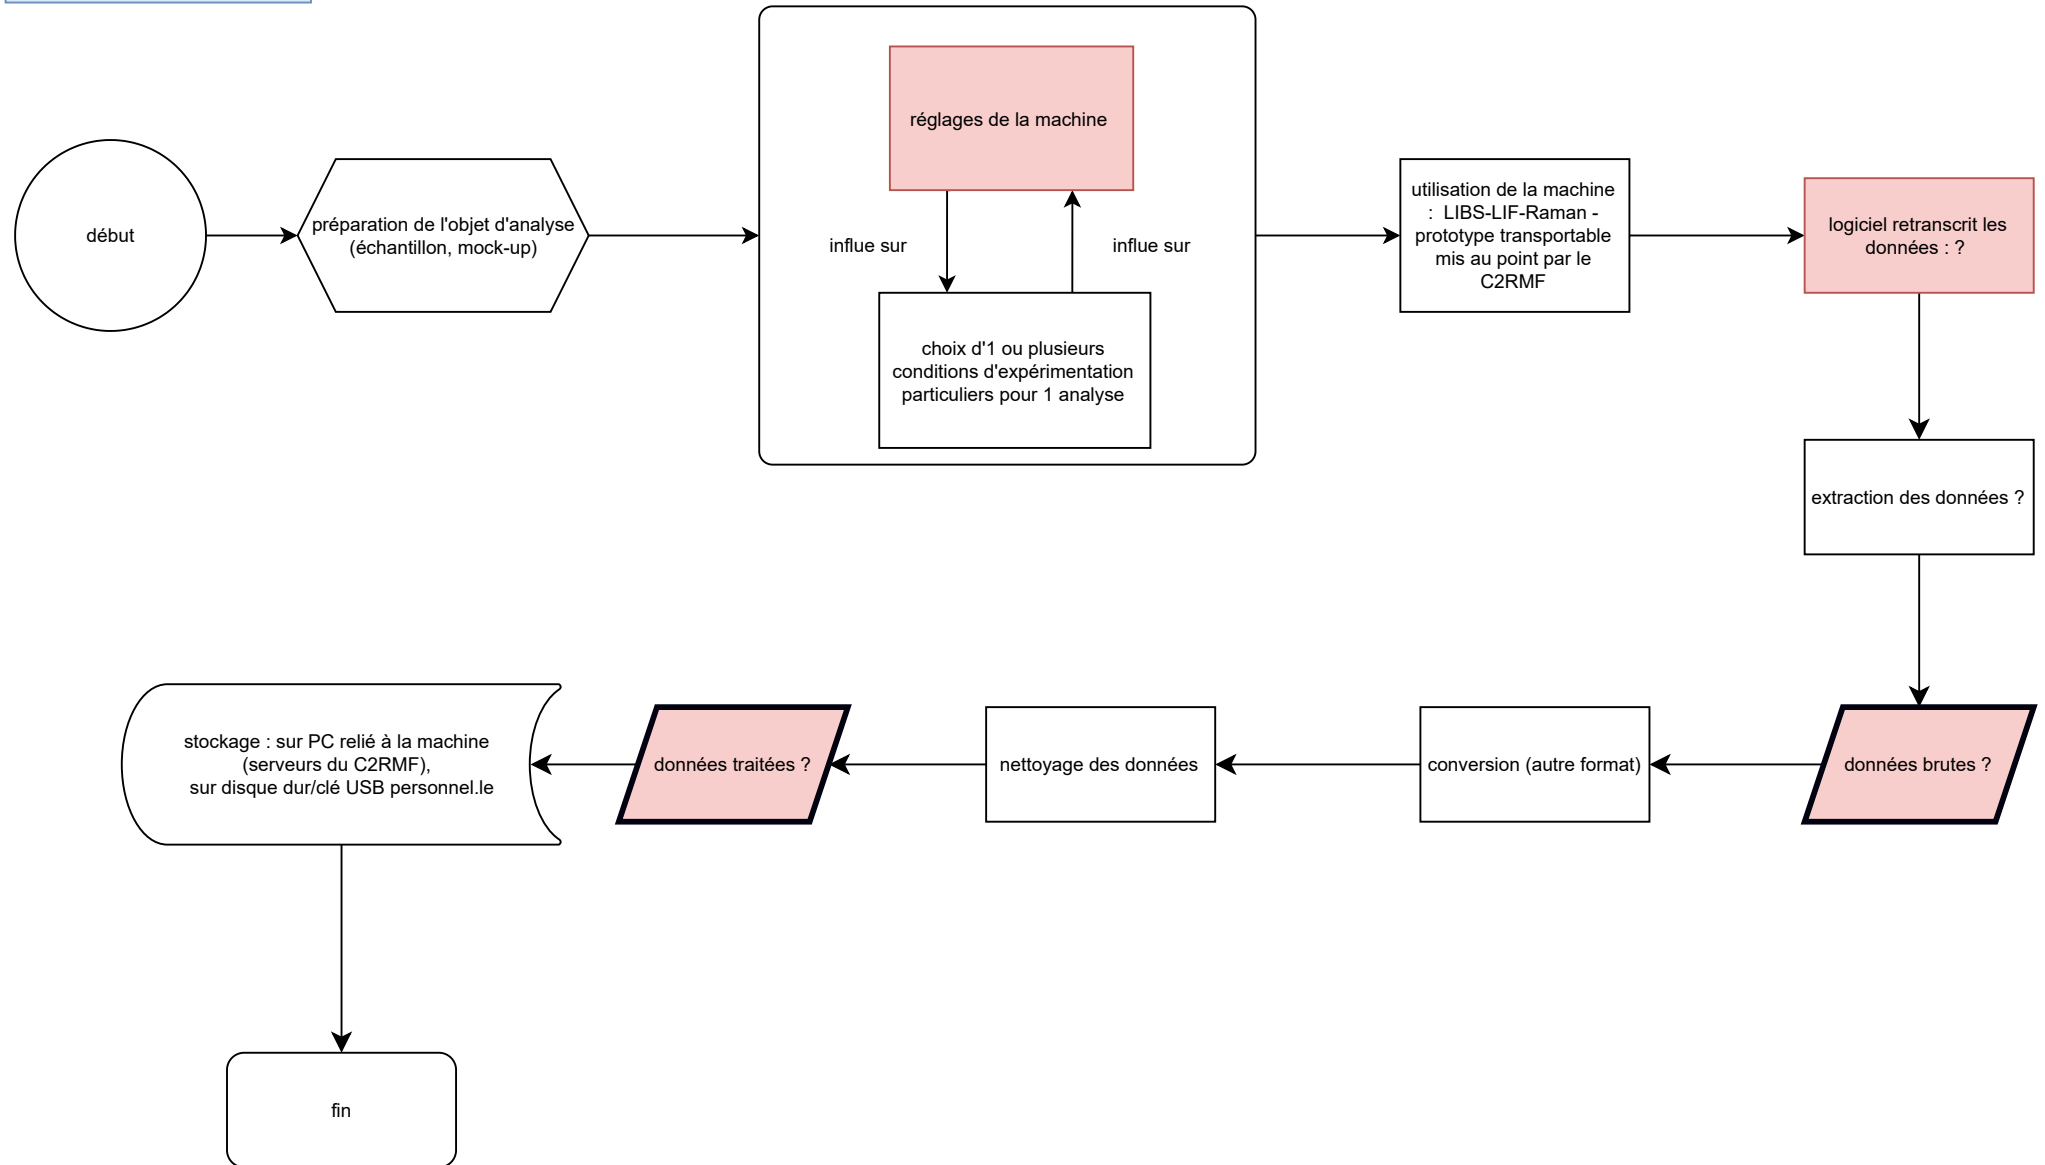 début
préparation de l'objet d'analyse
(échantillon, mock-up)
réglages de la machine
influe sur
influe sur
choix d'1 ou plusieurs
conditions d'expérimentation
particuliers pour 1 analyse
utilisation de la machine
: LIBS-LIF-Raman -
prototype transportable
mis au point par le
C2RMF
logiciel retranscrit les
données : ?
extraction des données ?
données brutes ?
conversion (autre format)
nettoyage des données
données traitées ?
stockage : sur PC relié à la machine
(serveurs du C2RMF),
sur disque dur/clé USB personnel.le
fin